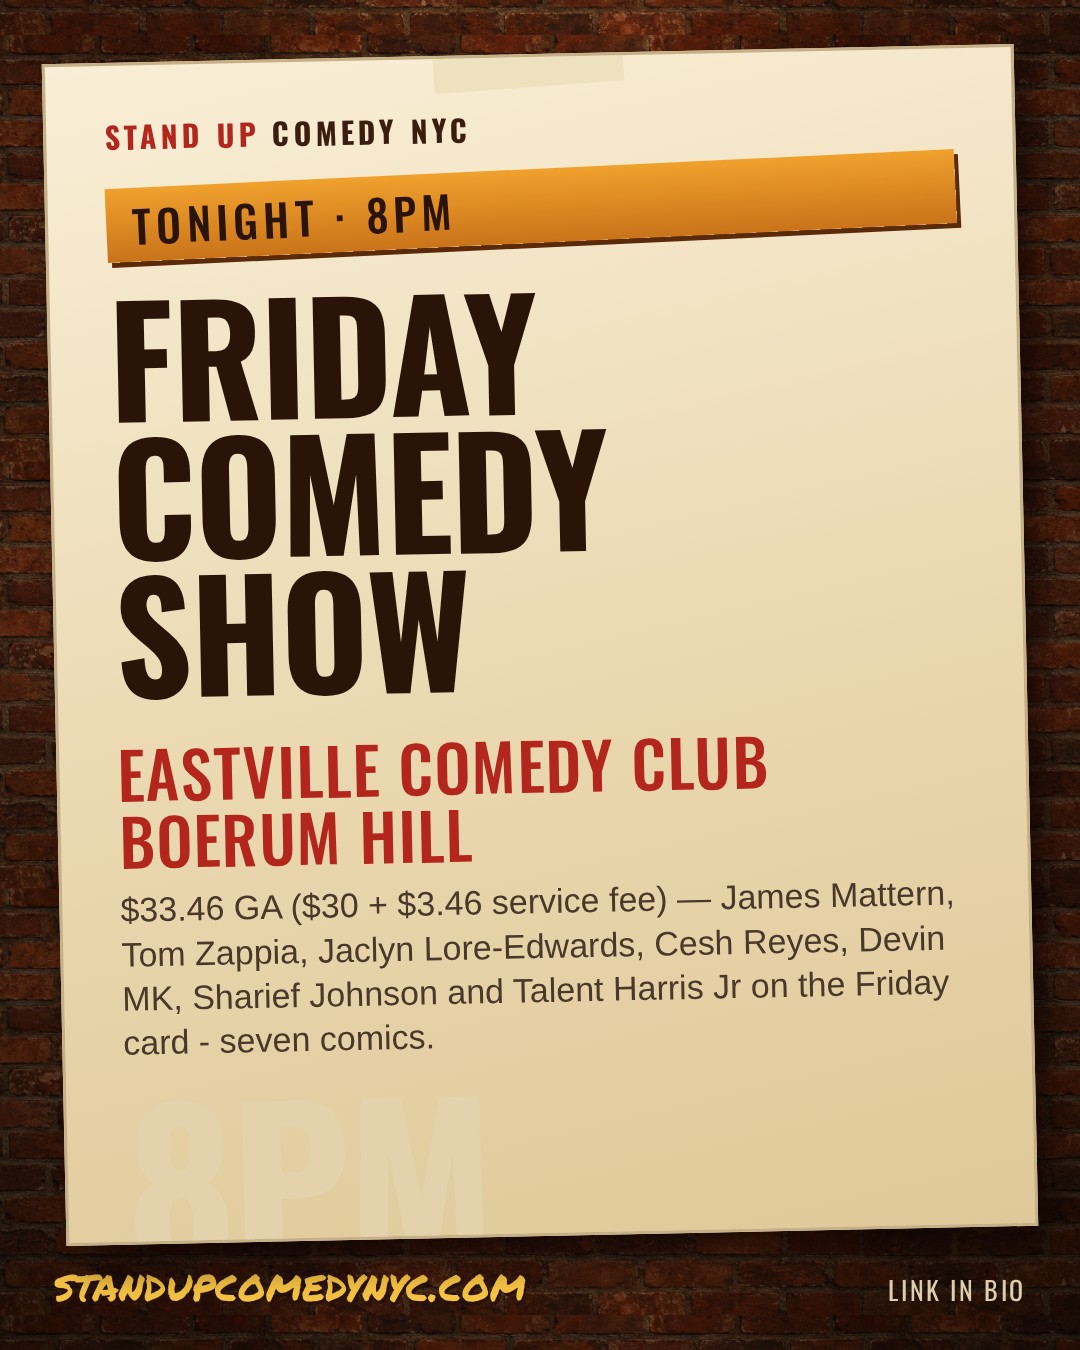 STAND UP COMEDY NYC
TONIGHT · 8PM
FRIDAY
COMEDY
SHOW
EASTVILLE COMEDY CLUB
BOERUM HILL
$33.46 GA ($30 + $3.46 service fee) — James Mattern,
Tom Zappia, Jaclyn Lore-Edwards, Cesh Reyes, Devin
MK, Sharief Johnson and Talent Harris Jr on the Friday
card - seven comics.
8PM
STANDUPCOMEDYNYC.COM
LINK IN BIO